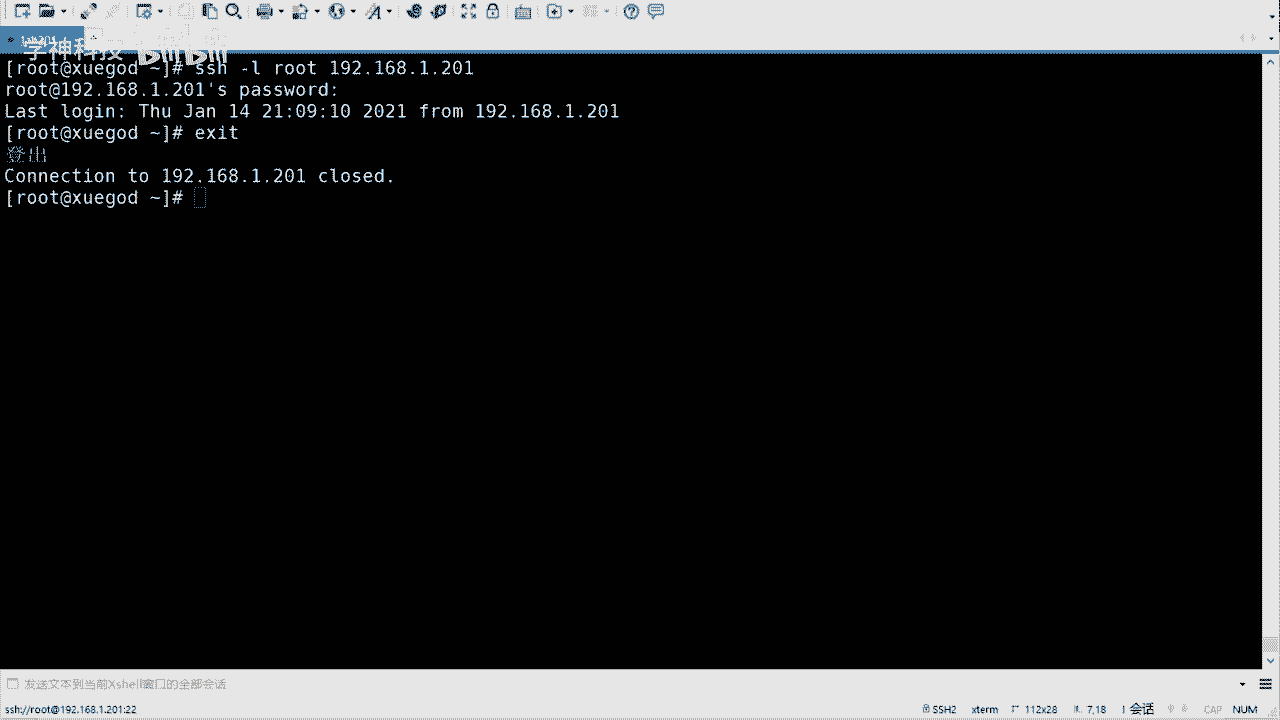 学神科技 bilibili
[root@xuegod ~]# ssh -l root 192.168.1.201
root@192.168.1.201's password:
Last login: Thu Jan 14 21:09:10 2021 from 192.168.1.201
[root@xuegod ~]# exit
登出
Connection to 192.168.1.201 closed.
[root@xuegod ~]#
发送文本到当前Xshell窗口的全部会话
ssh://root@192.168.1.201:22 SSH2 xterm 112x28 7,18 1 会话 CAP NUM